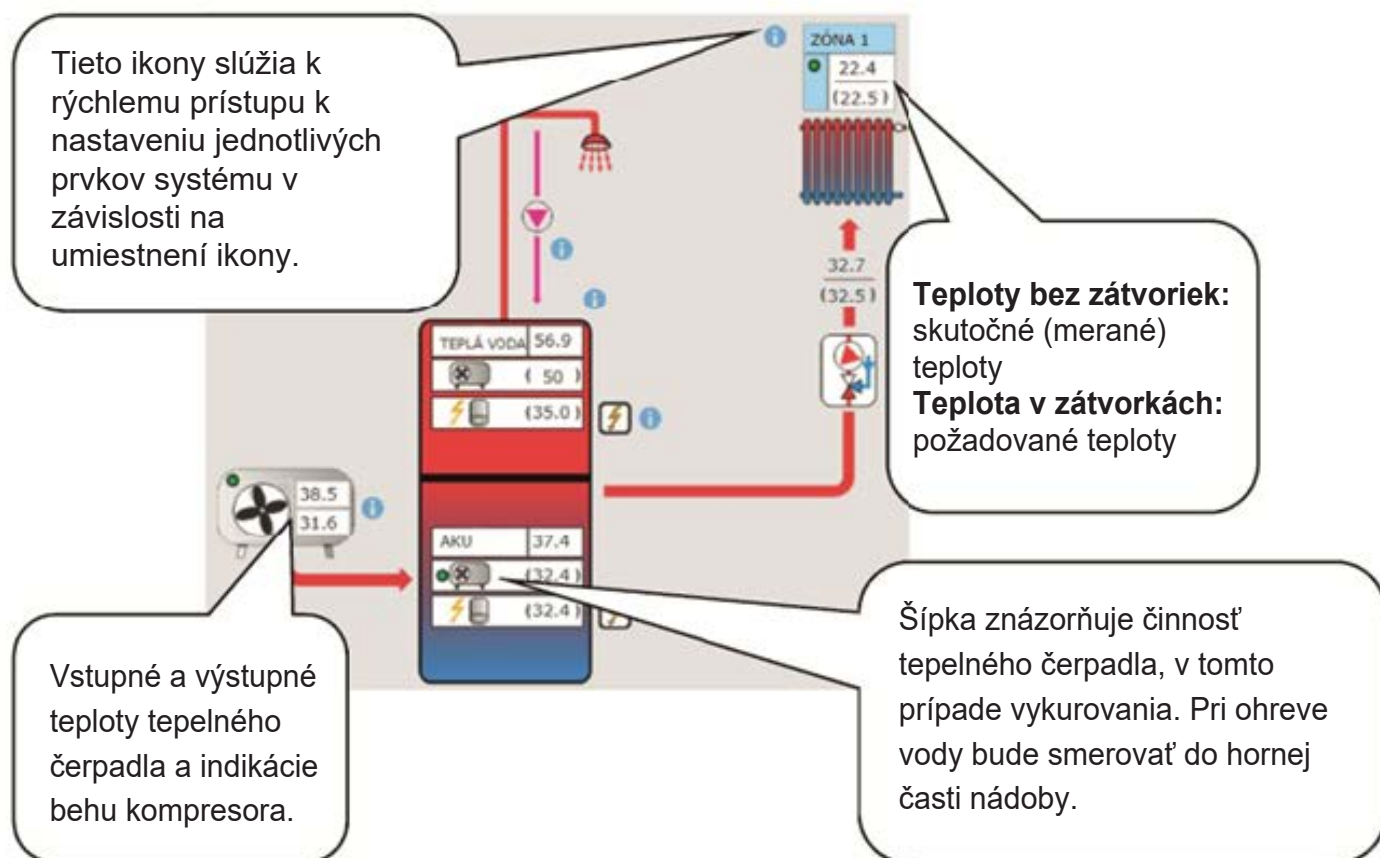 Tieto ikony slúžia k
rýchlemu prístupu k
nastaveniu jednotlivých
prvkov systému v
závislosti na
umiestnení ikony.
ZÓNA 1
22.4
(22.5)
32.7
(32.5)
Teploty bez zátvoriek:
skutočné (merané)
teploty
Teplota v zátvorkách:
požadované teploty
TEPLÁ VODA 56.9
( 50 )
(35.0)
38.5
31.6
AKU 37.4
(32.4)
(32.4)
Vstupné a výstupné
teploty tepelného
čerpadla a indikácie
behu kompresora.
Šípka znázorňuje činnosť
tepelného čerpadla, v tomto
prípade vykurovania. Pri ohreve
vody bude smerovať do hornej
časti nádoby.